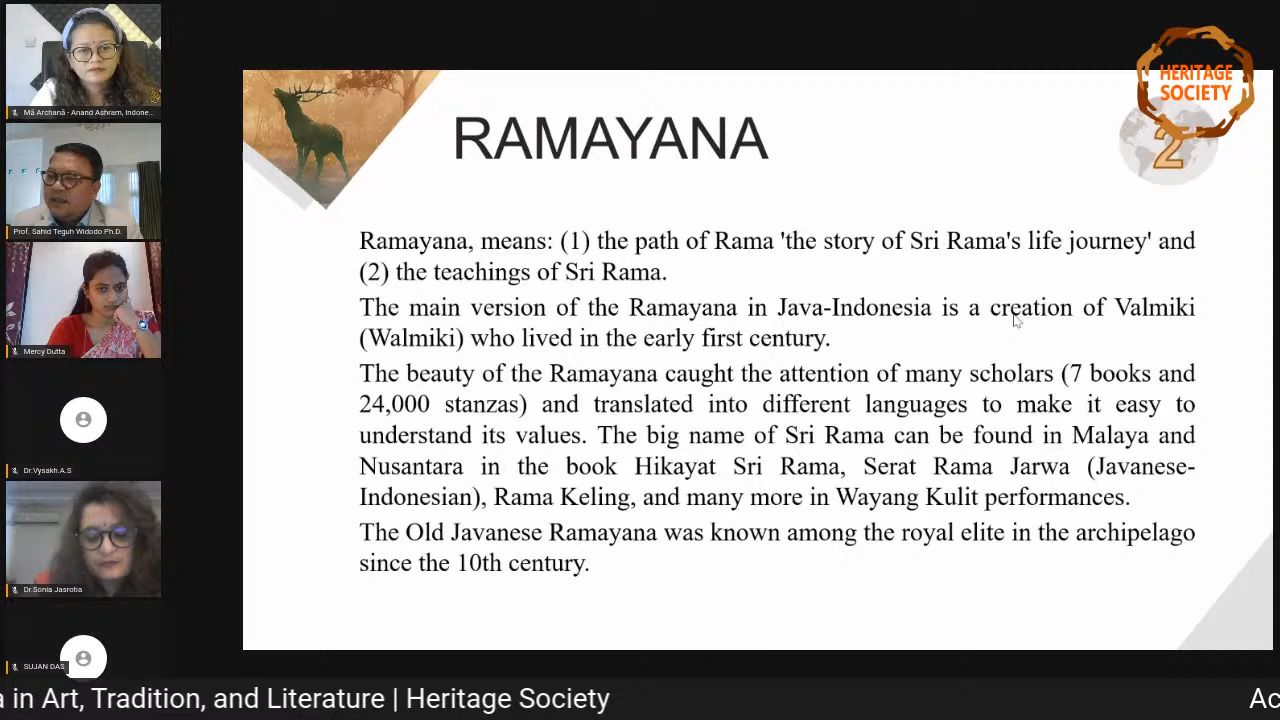 Mā Archanā - Anand Ashram, Indone...
Prof. Sahid Teguh Widodo Ph.D.
Mercy Dutta
Dr.Vysakh.A.S
Dr.Sonia Jasrotia
SUJAN DAS
HERITAGE
SOCIETY
2
RAMAYANA
Ramayana, means: (1) the path of Rama 'the story of Sri Rama's life journey' and
(2) the teachings of Sri Rama.
The main version of the Ramayana in Java-Indonesia is a creation of Valmiki
(Walmiki) who lived in the early first century.
The beauty of the Ramayana caught the attention of many scholars (7 books and
24,000 stanzas) and translated into different languages to make it easy to
understand its values. The big name of Sri Rama can be found in Malaya and
Nusantara in the book Hikayat Sri Rama, Serat Rama Jarwa (Javanese-
Indonesian), Rama Keling, and many more in Wayang Kulit performances.
The Old Javanese Ramayana was known among the royal elite in the archipelago
since the 10th century.
a in Art, Tradition, and Literature | Heritage Society
Ac